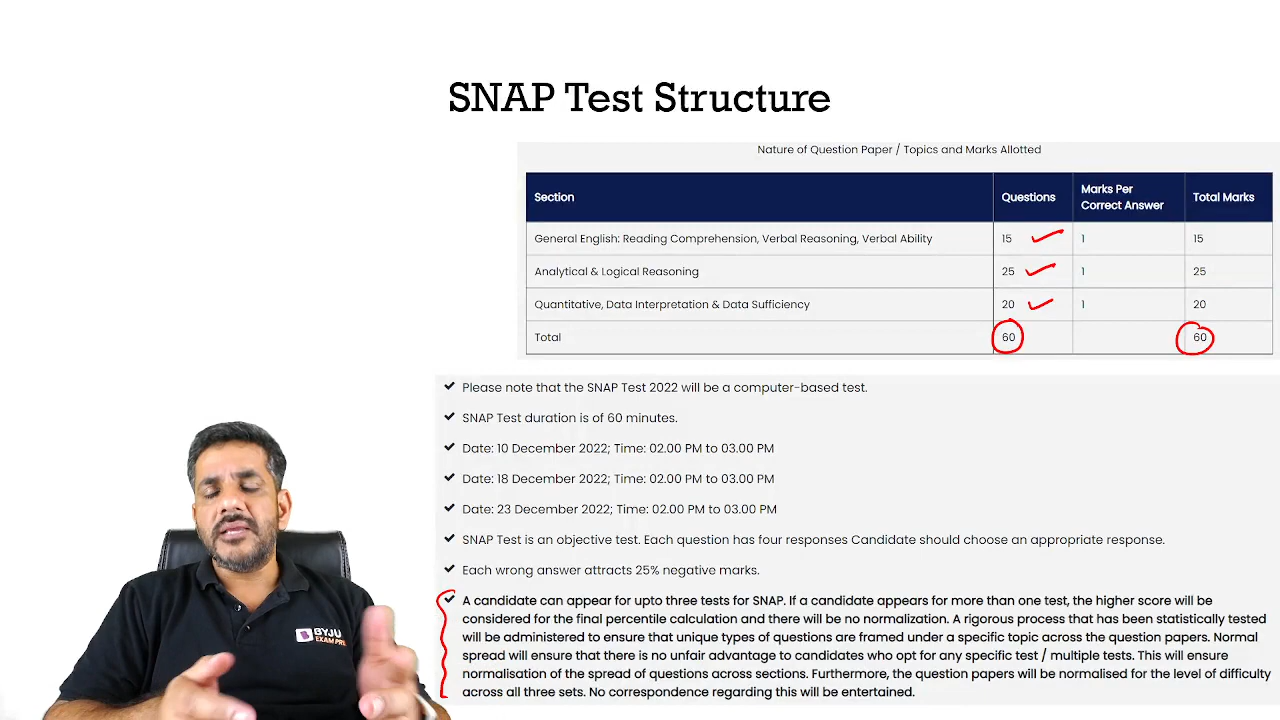 SNAP Test Structure
Nature of Question Paper / Topics and Marks Allotted
Section Questions Marks Per Correct Answer Total Marks
General English: Reading Comprehension, Verbal Reasoning, Verbal Ability 15 1 15
Analytical & Logical Reasoning 25 1 25
Quantitative, Data Interpretation & Data Sufficiency 20 1 20
Total 60 60
Please note that the SNAP Test 2022 will be a computer-based test.
SNAP Test duration is of 60 minutes.
Date: 10 December 2022; Time: 02.00 PM to 03.00 PM
Date: 18 December 2022; Time: 02.00 PM to 03.00 PM
Date: 23 December 2022; Time: 02.00 PM to 03.00 PM
SNAP Test is an objective test. Each question has four responses Candidate should choose an appropriate response.
Each wrong answer attracts 25% negative marks.
A candidate can appear for upto three tests for SNAP. If a candidate appears for more than one test, the higher score will be
considered for the final percentile calculation and there will be no normalization. A rigorous process that has been statistically tested
will be administered to ensure that unique types of questions are framed under a specific topic across the question papers. Normal
spread will ensure that there is no unfair advantage to candidates who opt for any specific test / multiple tests. This will ensure
normalisation of the spread of questions across sections. Furthermore, the question papers will be normalised for the level of difficulty
across all three sets. No correspondence regarding this will be entertained.
BYJU
EXAM PREP